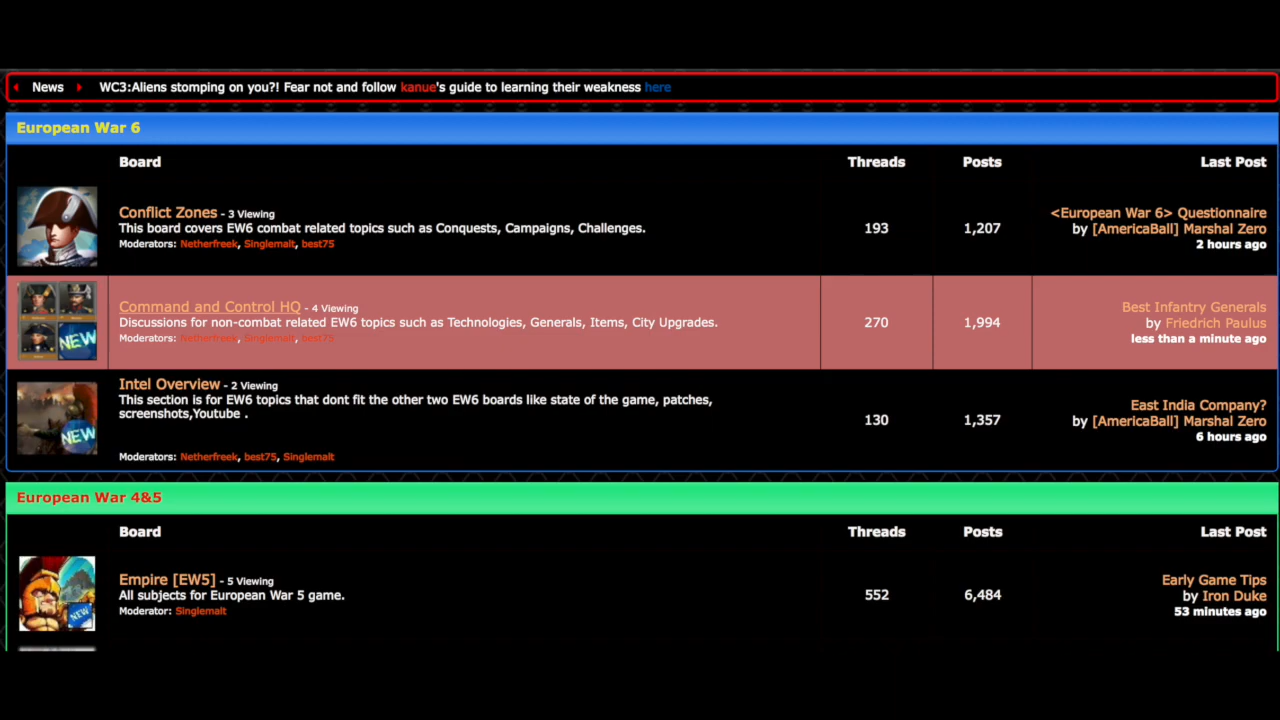 News WC3:Aliens stomping on you?! Fear not and follow kanue's guide to learning their weakness here
European War 6
Board Threads Posts Last Post
Conflict Zones - 3 Viewing
This board covers EW6 combat related topics such as Conquests, Campaigns, Challenges.
Moderators: Netherfreek, Singlemalt, best75
193 1,207
<European War 6> Questionnaire
by [AmericaBall] Marshal Zero
2 hours ago
NEW
Command and Control HQ - 4 Viewing
Discussions for non-combat related EW6 topics such as Technologies, Generals, Items, City Upgrades.
Moderators: Netherfreek, Singlemalt, best75
270 1,994
Best Infantry Generals
by Friedrich Paulus
less than a minute ago
NEW
Intel Overview - 2 Viewing
This section is for EW6 topics that dont fit the other two EW6 boards like state of the game, patches,
screenshots,Youtube .
Moderators: Netherfreek, best75, Singlemalt
130 1,357
East India Company?
by [AmericaBall] Marshal Zero
6 hours ago
European War 4&5
Board Threads Posts Last Post
NEW
Empire [EW5] - 5 Viewing
All subjects for European War 5 game.
Moderator: Singlemalt
552 6,484
Early Game Tips
by Iron Duke
53 minutes ago